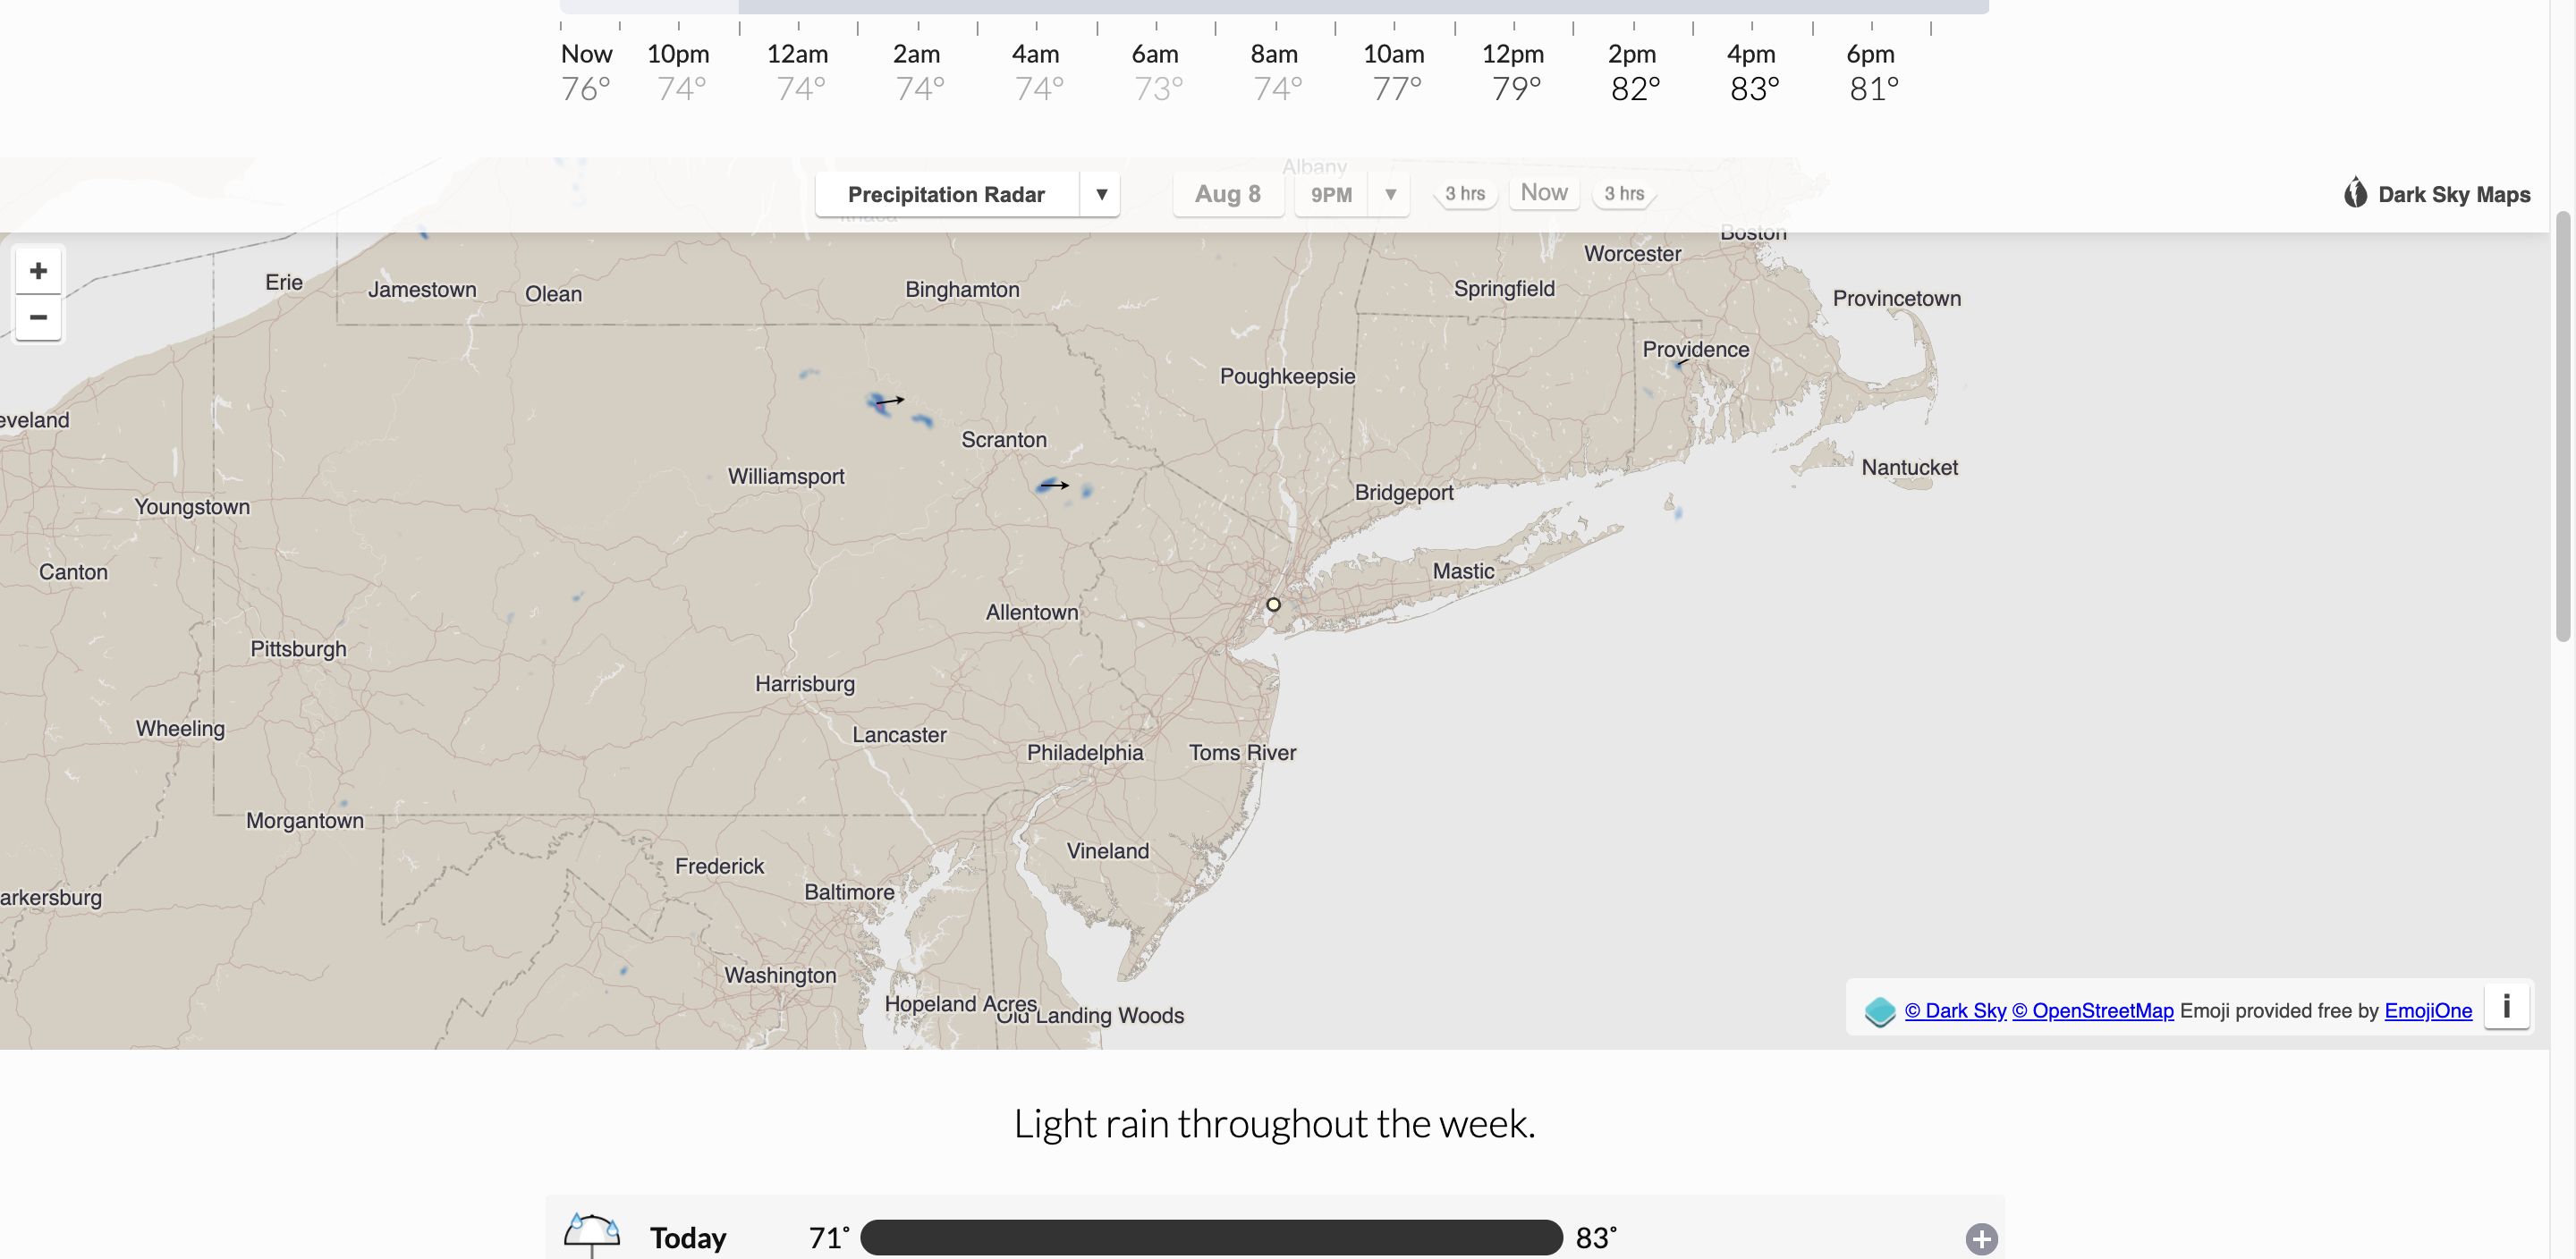 Now 10pm 12am 2am 4am 6am 8am 10am 12pm 2pm 4pm 6pm
76° 74° 74° 74° 74° 73° 74° 77° 79° 82° 83° 81°
Albany
Precipitation Radar ▼ Aug 8 9PM ▼ 3 hrs Now 3 hrs Dark Sky Maps
Ithaca
Boston
Worcester
+
Erie Jamestown Olean Binghamton Springfield Provincetown
−
Providence
Poughkeepsie
eveland
Scranton
Nantucket
Williamsport
Bridgeport
Youngstown
Canton
Mastic
Allentown
Pittsburgh
Harrisburg
Wheeling
Lancaster
Philadelphia Toms River
Morgantown
Vineland
Frederick
Baltimore
arkersburg
Washington
Hopeland Acres
Old Landing Woods
© Dark Sky © OpenStreetMap Emoji provided free by EmojiOne i
Light rain throughout the week.
Today 71° 83° +